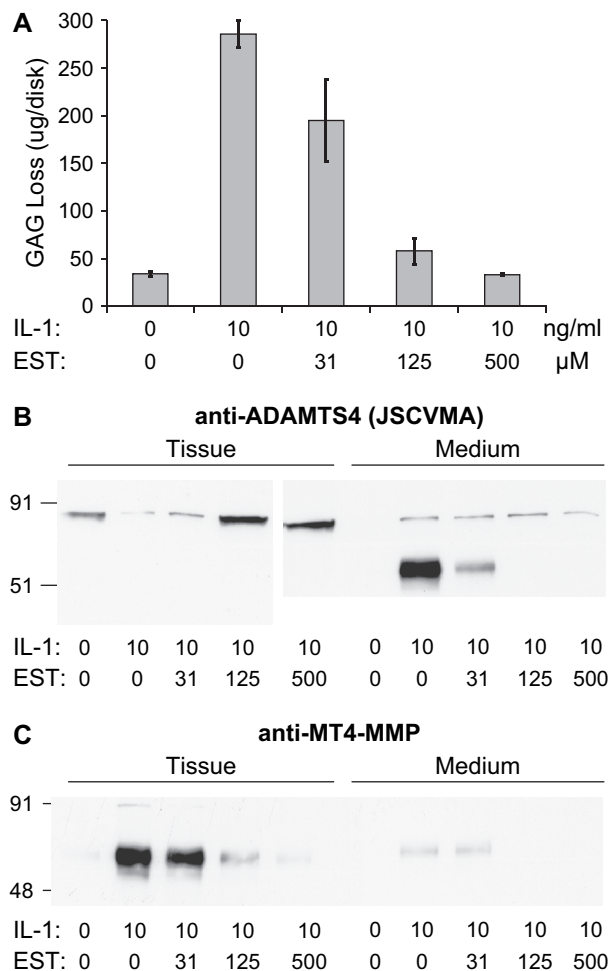 A
GAG Loss (ug/disk)
300
250
200
150
100
50
0
IL-1: 0 10 10 10 10 ng/ml
EST: 0 0 31 125 500 µM
B anti-ADAMTS4 (JSCVMA)
Tissue Medium
91
51
IL-1: 0 10 10 10 10 0 10 10 10 10
EST: 0 0 31 125 500 0 0 31 125 500
C anti-MT4-MMP
Tissue Medium
91
48
IL-1: 0 10 10 10 10 0 10 10 10 10
EST: 0 0 31 125 500 0 0 31 125 500